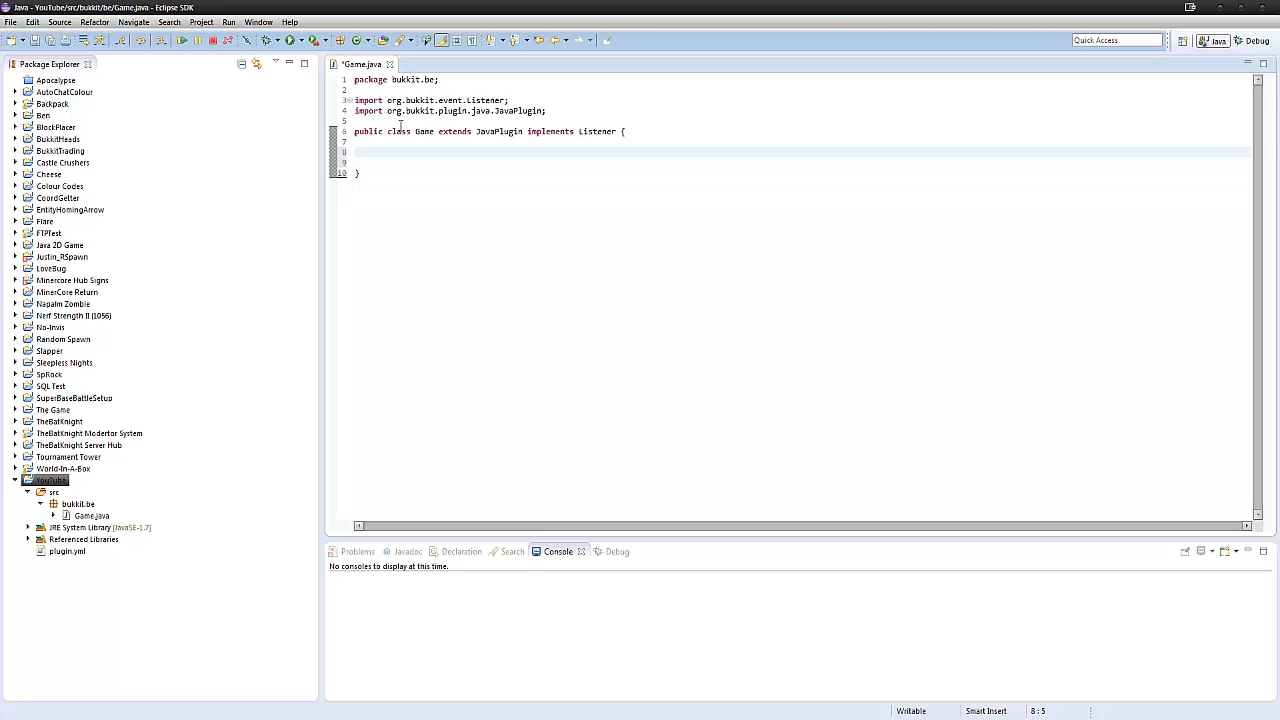 Java - YouTube/src/bukkit/be/Game.java - Eclipse SDK
File Edit Source Refactor Navigate Search Project Run Window Help
Quick Access Java Debug
Package Explorer
*Game.java
Apocalypse
AutoChatColour
Backpack
Ben
BlockPlacer
BukkitHeads
BukkitTrading
Castle Crushers
Cheese
Colour Codes
CoordGetter
EntityHomingArrow
Flare
FTPTest
Java 2D Game
Justin_RSpawn
LoveBug
Minercore Hub Signs
MinerCore Return
Napalm Zombie
Nerf Strength II (1056)
No-Invis
Random Spawn
Slapper
Sleepless Nights
SpRock
SQL Test
SuperBaseBattleSetup
The Game
TheBatKnight
TheBatKnight Modertor System
TheBatKnight Server Hub
Tournament Tower
World-In-A-Box
YouTube
src
bukkit.be
Game.java
JRE System Library [JavaSE-1.7]
Referenced Libraries
plugin.yml
1 package bukkit.be;
2
3 import org.bukkit.event.Listener;
4 import org.bukkit.plugin.java.JavaPlugin;
5
6 public class Game extends JavaPlugin implements Listener {
7
8
9
10 }
Problems @ Javadoc Declaration Search Console Debug
No consoles to display at this time.
Writable Smart Insert 8 : 5